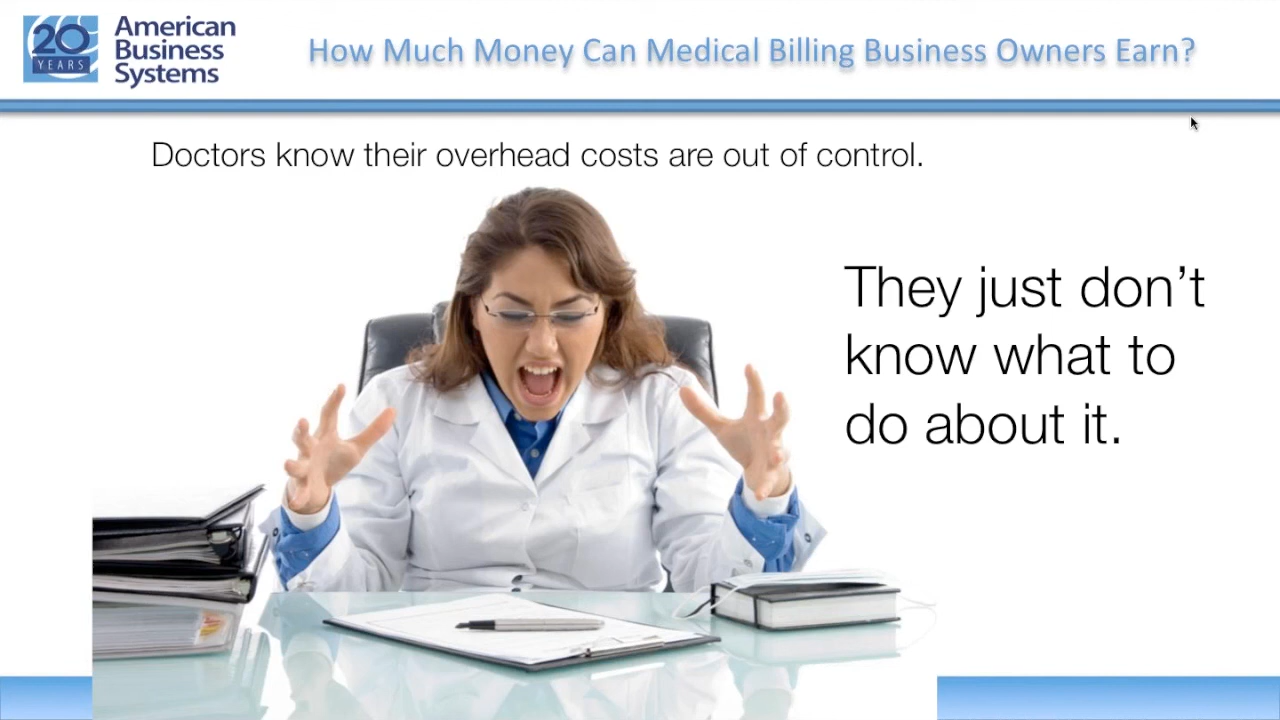 20
YEARS
American
Business
Systems
How Much Money Can Medical Billing Business Owners Earn?
Doctors know their overhead costs are out of control.
They just don’t
know what to
do about it.